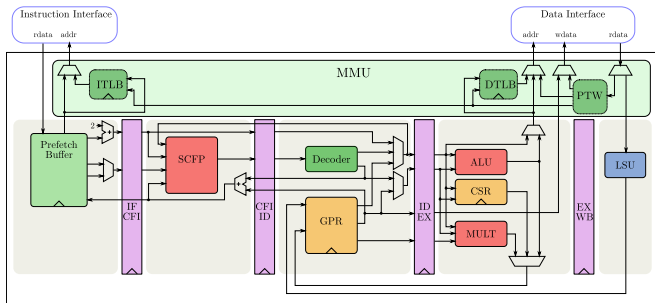 Instruction Interface
rdata addr
Data Interface
addr wdata rdata
MMU
ITLB
DTLB
PTW
2
Prefetch
Buffer
IF
CFI
SCFP
CFI
ID
Decoder
GPR
ID
EX
ALU
CSR
MULT
EX
WB
LSU